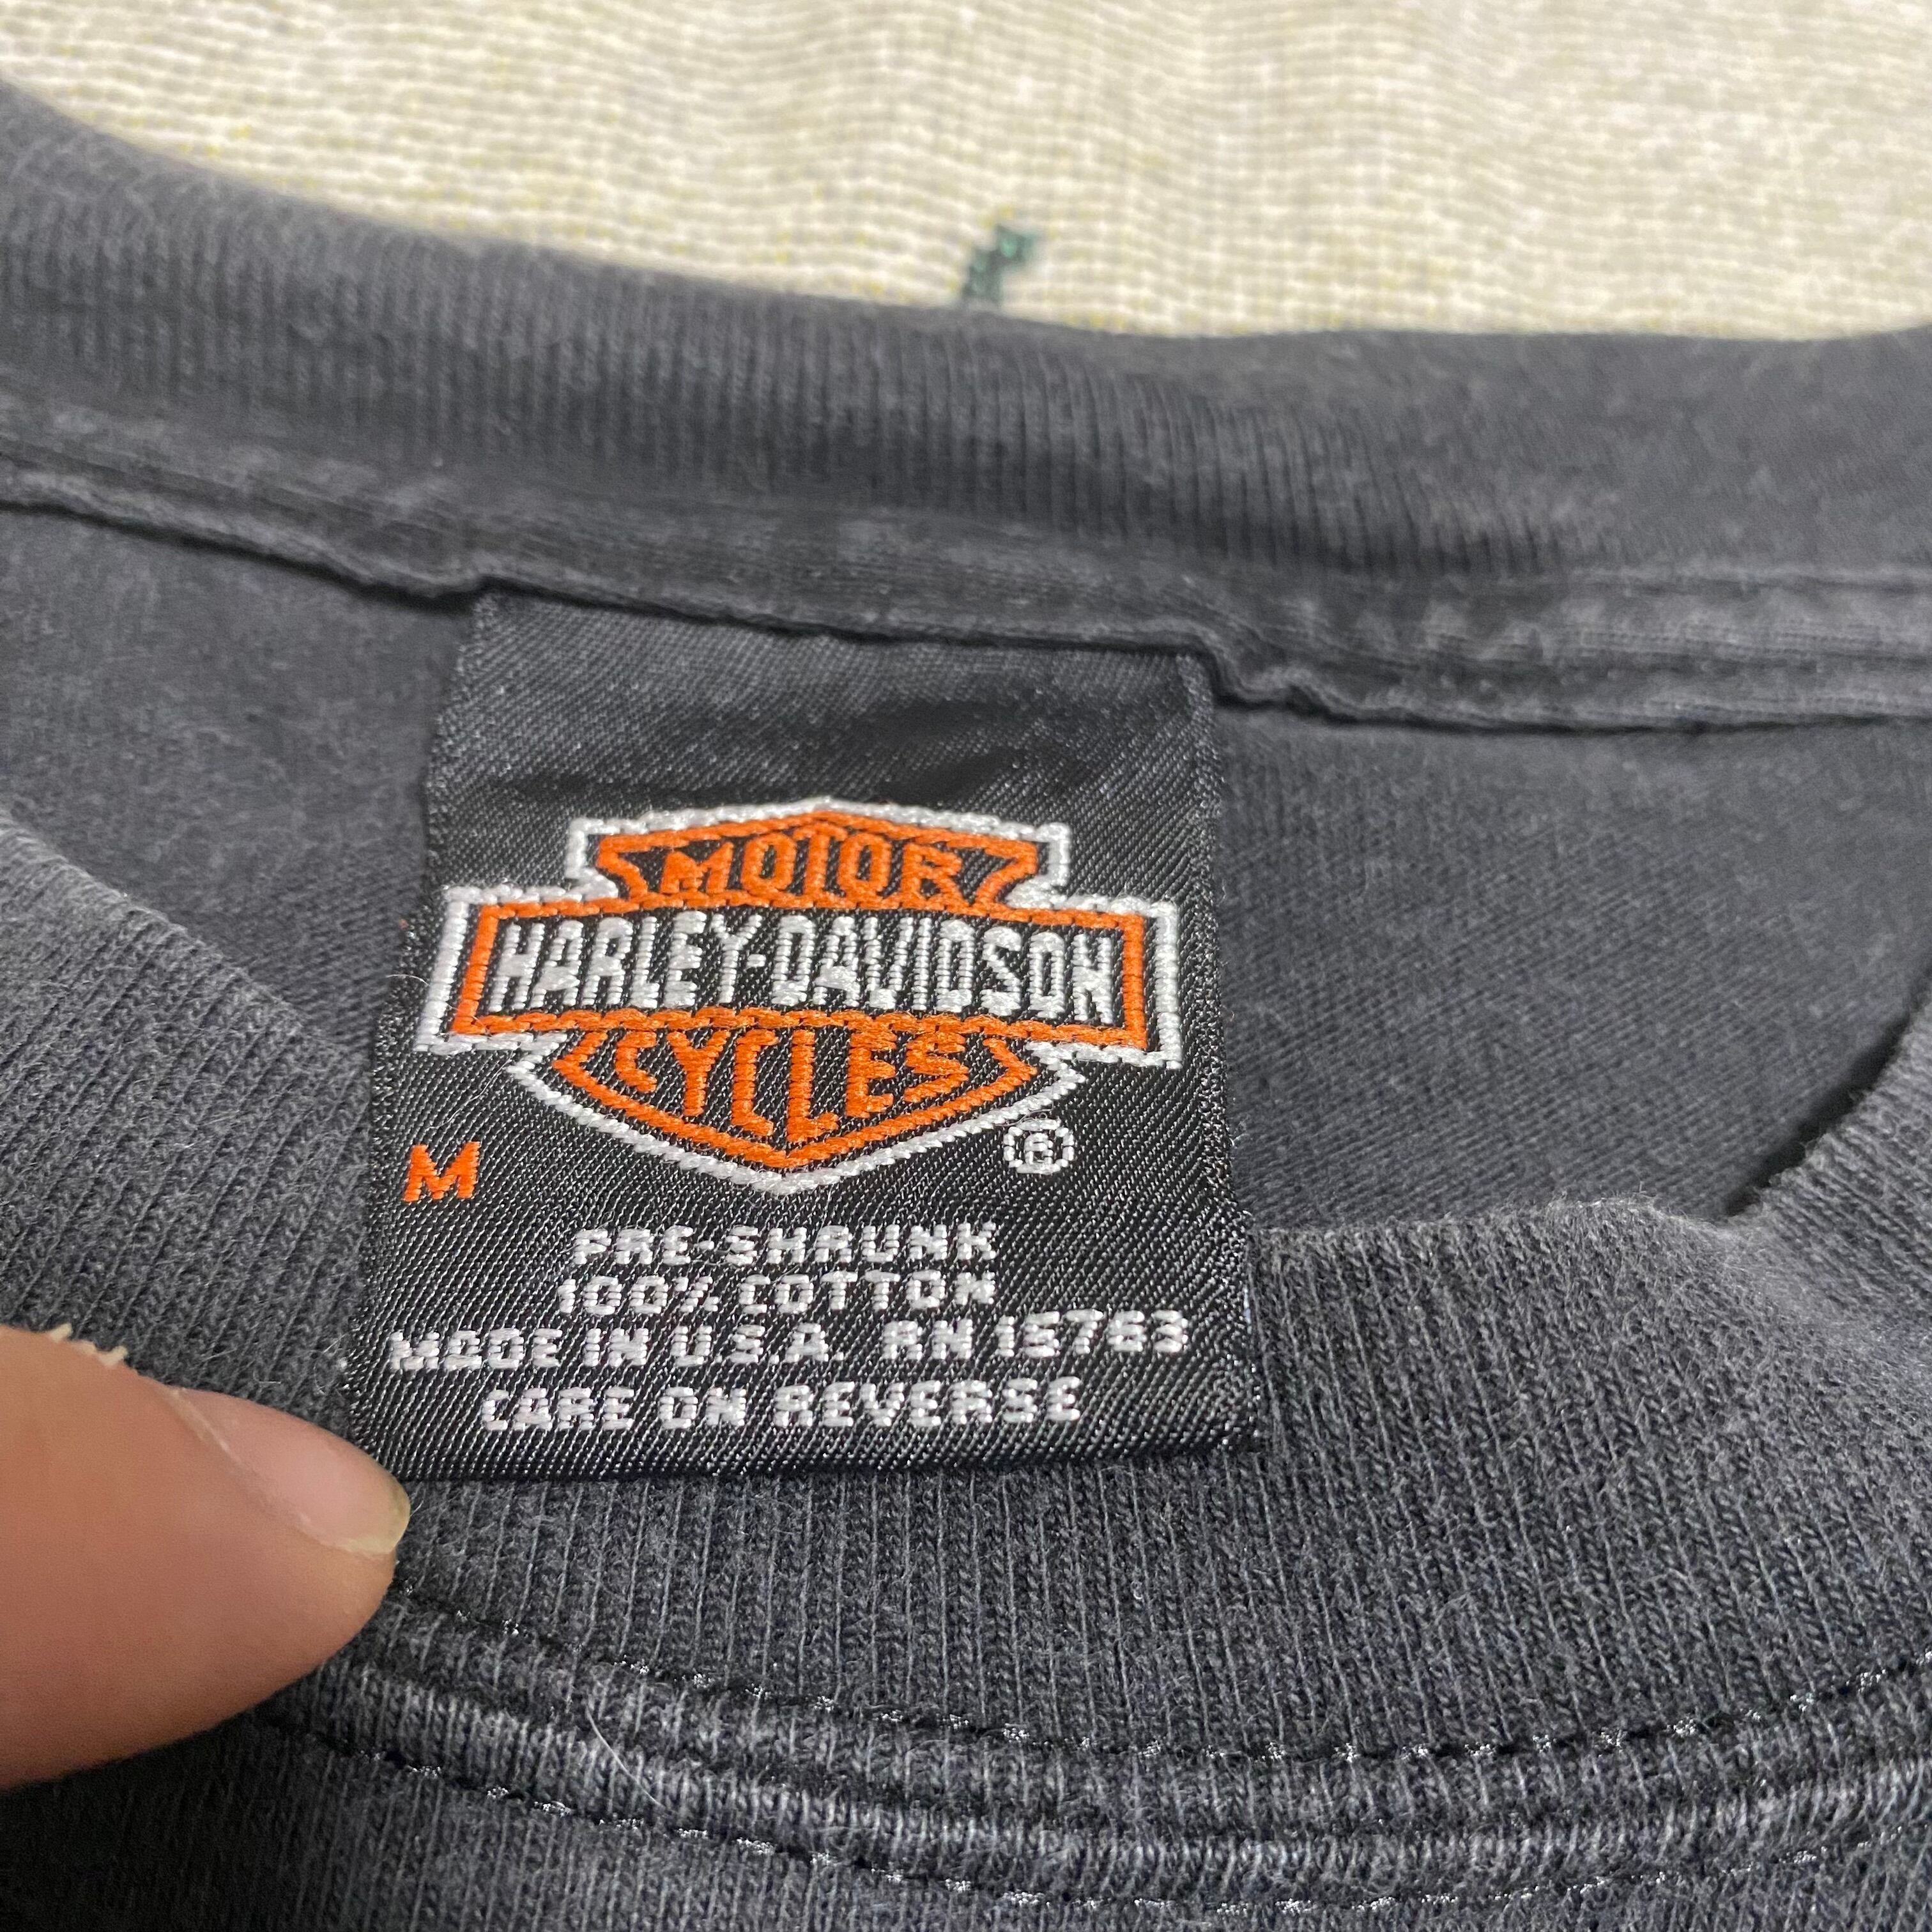 MOTOR
HARLEY-DAVIDSON
CYCLES
®
M
PRE-SHRUNK
100% COTTON
MADE IN U.S.A. RN 15763
CARE ON REVERSE